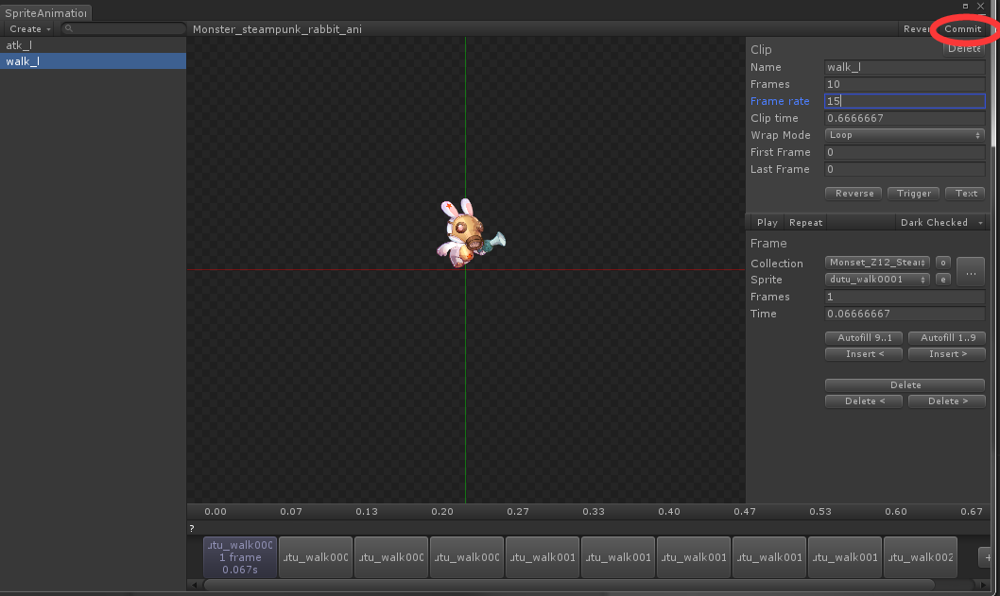 SpriteAnimation
Create
Monster_steampunk_rabbit_ani
Rever Commit
atk_l
walk_l
Clip Delete
Name walk_l
Frames 10
Frame rate 15
Clip time 0.6666667
Wrap Mode Loop
First Frame 0
Last Frame 0
Reverse Trigger Text
Play Repeat Dark Checked
Frame
Collection Monset_Z12_Stear o
Sprite dutu_walk0001 e ...
Frames 1
Time 0.06666667
Autofill 9..1 Autofill 1..9
Insert < Insert >
Delete
Delete < Delete >
0.00 0.07 0.13 0.20 0.27 0.33 0.40 0.47 0.53 0.60 0.67
?
utu_walk000 utu_walk000 utu_walk000 utu_walk000 utu_walk001 utu_walk001 utu_walk001 utu_walk001 utu_walk001 utu_walk002 +
1 frame
0.067s